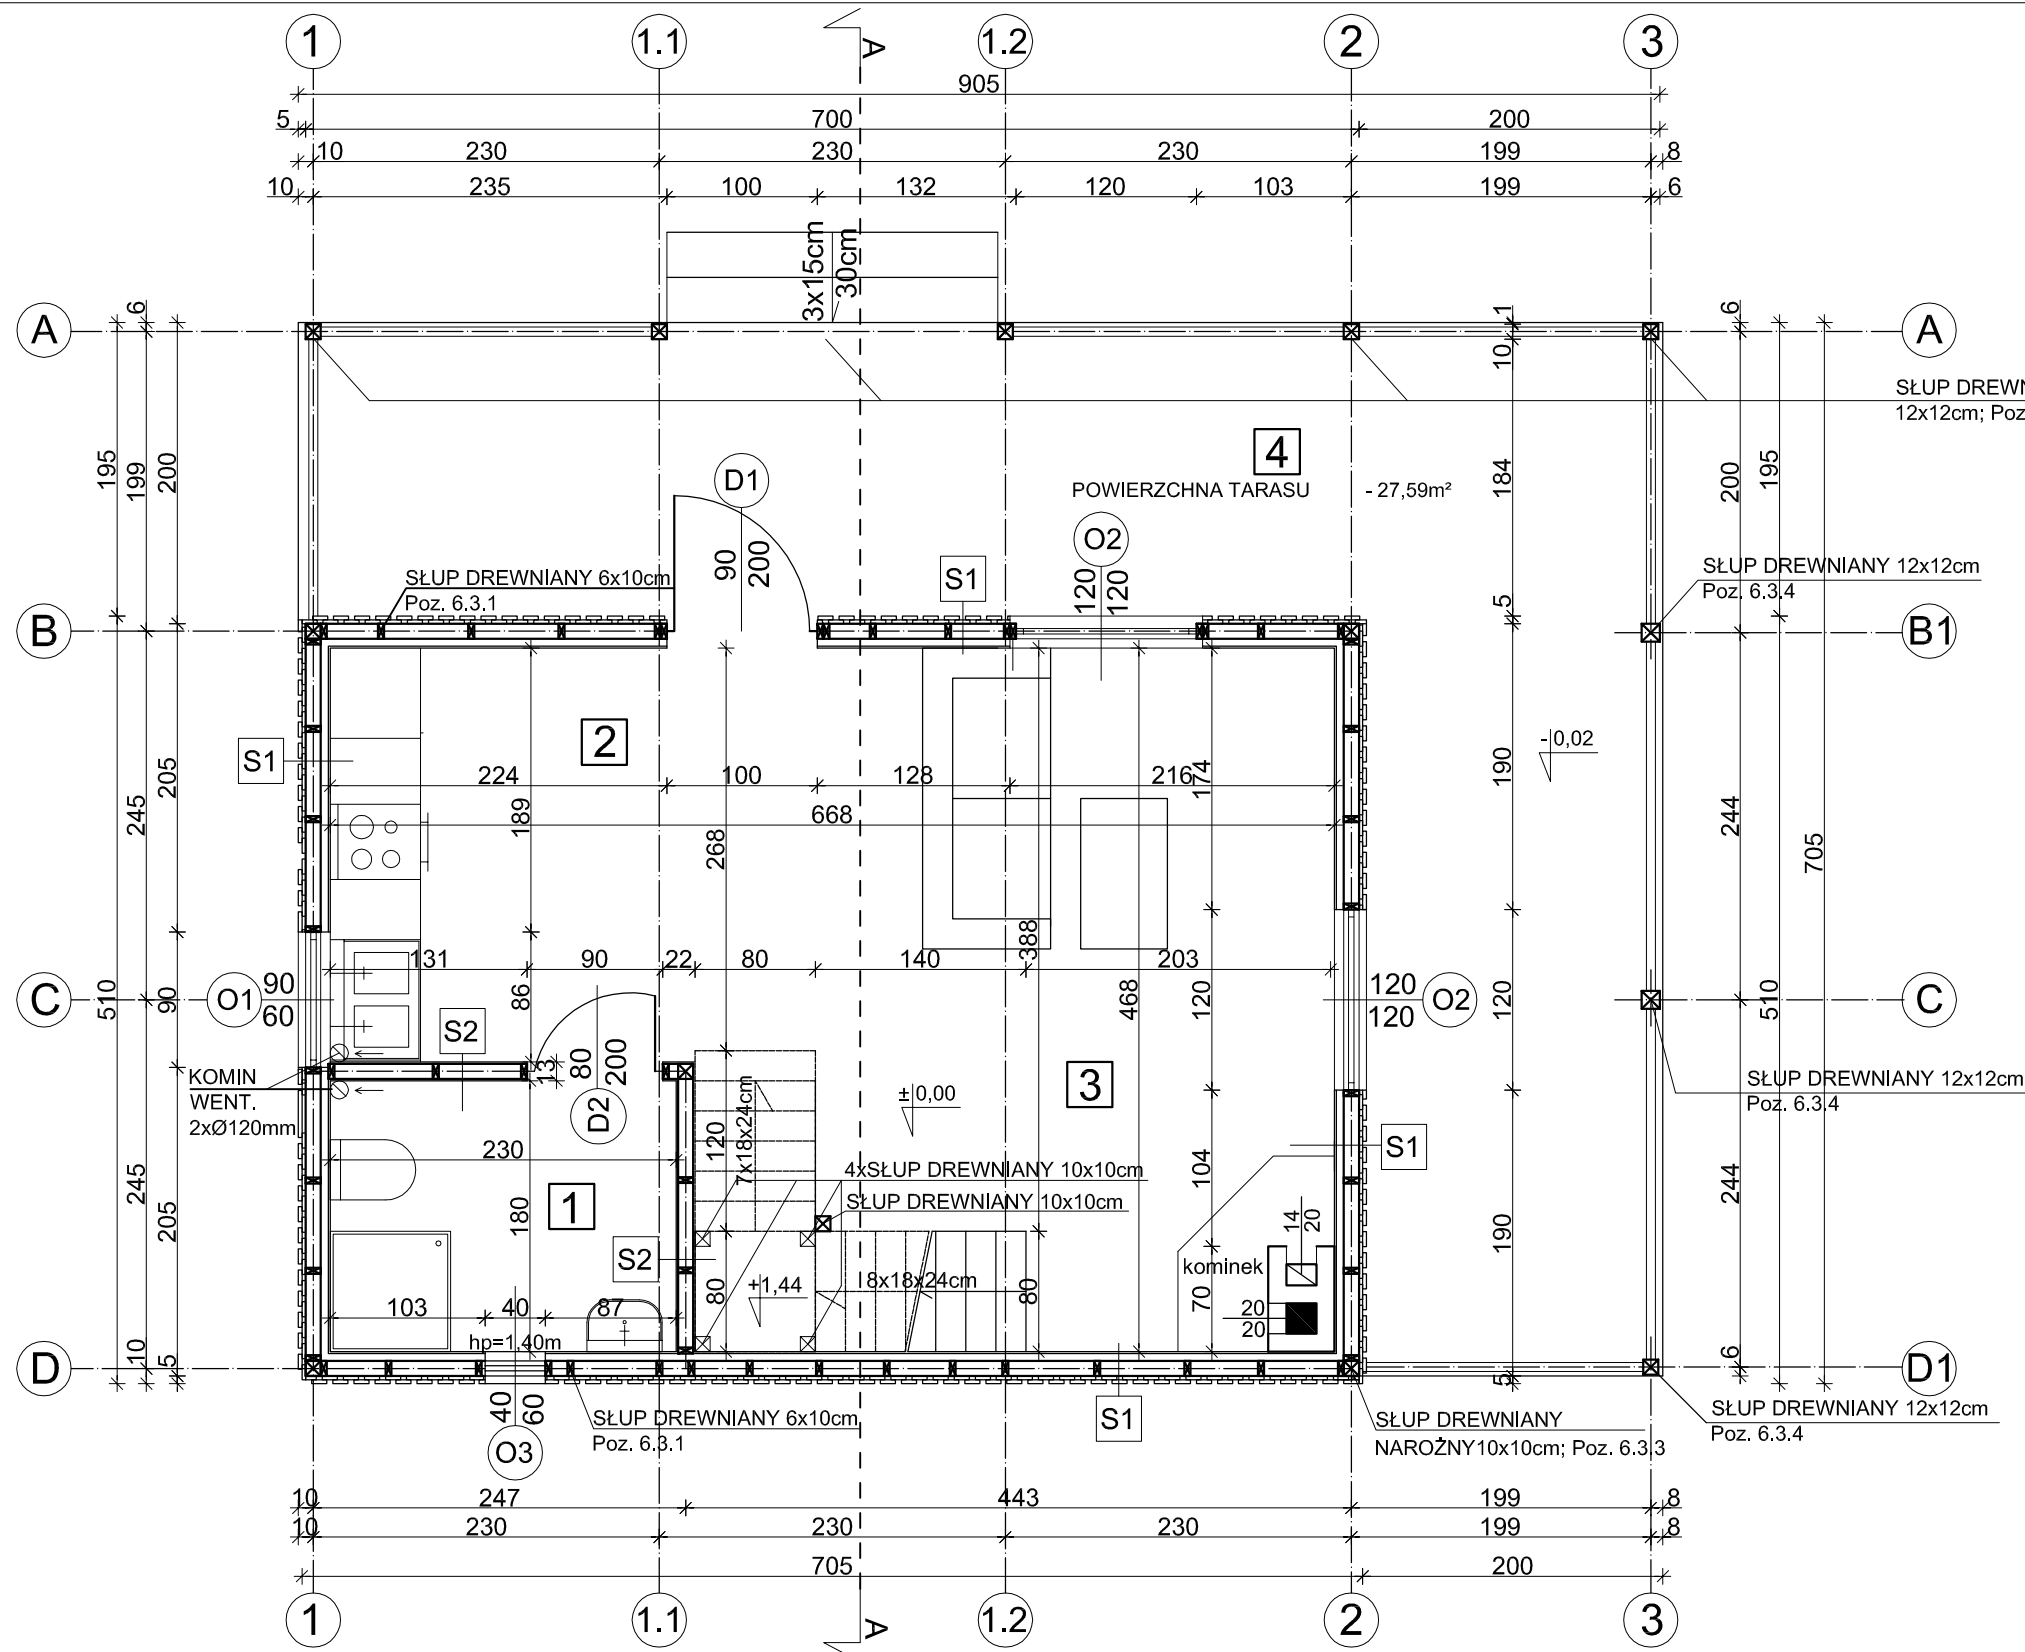 1 1.1 A 1.2 2 3
905
5 700 200
10 230 230 230 199 8
10 235 100 132 120 103 199 6
3x15cm
30cm
A 6 1 6 A
10
SŁUP DREWN
12x12cm; Poz
195 199 200 184 200 195
4
POWIERZCHNA TARASU - 27,59m²
D1
90
200
O2
120
120
S1
SŁUP DREWNIANY 6x10cm
Poz. 6.3.1
SŁUP DREWNIANY 12x12cm
Poz. 6.3.4
5
B B1
2
S1
-0,02
224 100 128 216
174
190
668
189
268
205
245
244
705
131 90 22 80 140 203
388
468
86
120
120
C O1 90
60
120
120 O2 C
510 90 510
S2
13
80
200
D2
KOMIN
WENT.
2xØ120mm
±0,00
3
SŁUP DREWNIANY 12x12cm
Poz. 6.3.4
120
7x18x24cm
230
104
S1
4xSŁUP DREWNIANY 10x10cm
SŁUP DREWNIANY 10x10cm
1
180
245
205
190
244
14
20
S2
kominek
+1,44
8x18x24cm
80
80
70
20
20
103 40 87
hp=1,40m
10 5
D 6 5 D1
40
60
O3
SŁUP DREWNIANY 6x10cm
Poz. 6.3.1
S1
SŁUP DREWNIANY
NAROŻNY10x10cm; Poz. 6.3.3
SŁUP DREWNIANY 12x12cm
Poz. 6.3.4
10 247 443 199 8
10 230 230 230 199 8
705 200
1 1.1 A 1.2 2 3